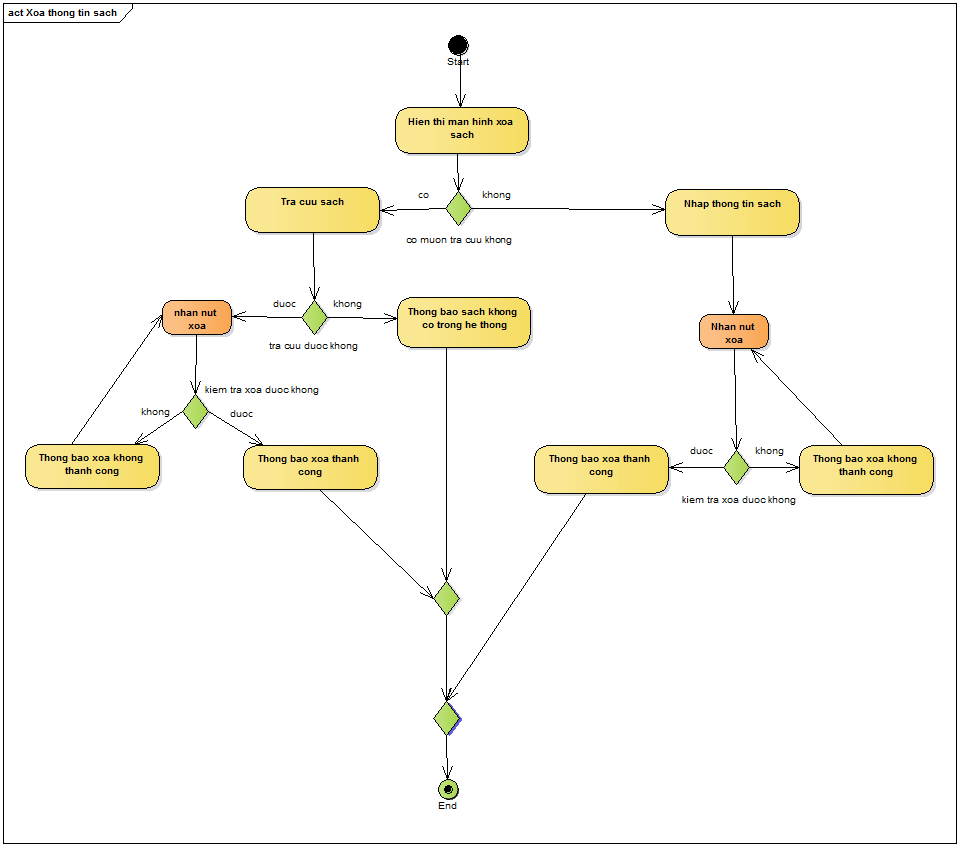 act Xoa thong tin sach
Start
Hien thi man hinh xoa
sach
Tra cuu sach
co
khong
Nhap thong tin sach
co muon tra cuu khong
nhan nut
xoa
duoc
khong
Thong bao sach khong
co trong he thong
Nhan nut
xoa
tra cuu duoc khong
kiem tra xoa duoc khong
khong
duoc
Thong bao xoa khong
thanh cong
Thong bao xoa thanh
cong
Thong bao xoa thanh
cong
duoc
khong
Thong bao xoa khong
thanh cong
kiem tra xoa duoc khong
End